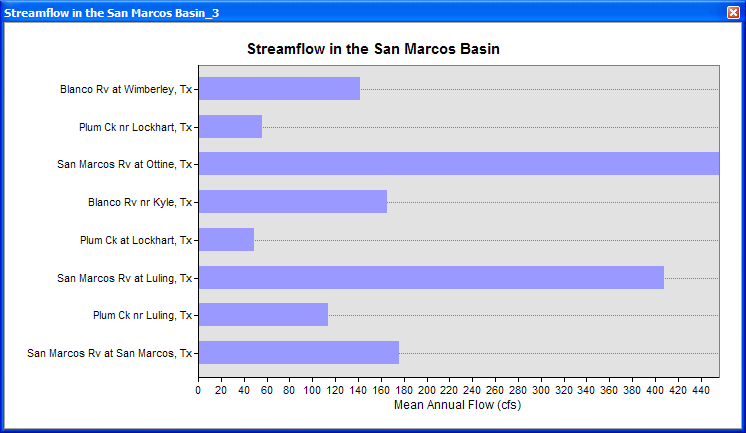 Streamflow in the San Marcos Basin_3
Streamflow in the San Marcos Basin
Blanco Rv at Wimberley, Tx
Plum Ck nr Lockhart, Tx
San Marcos Rv at Ottine, Tx
Blanco Rv nr Kyle, Tx
Plum Ck at Lockhart, Tx
San Marcos Rv at Luling, Tx
Plum Ck nr Luling, Tx
San Marcos Rv at San Marcos, Tx
0 20 40 60 80 100 120 140 160 180 200 220 240 260 280 300 320 340 360 380 400 420 440
Mean Annual Flow (cfs)